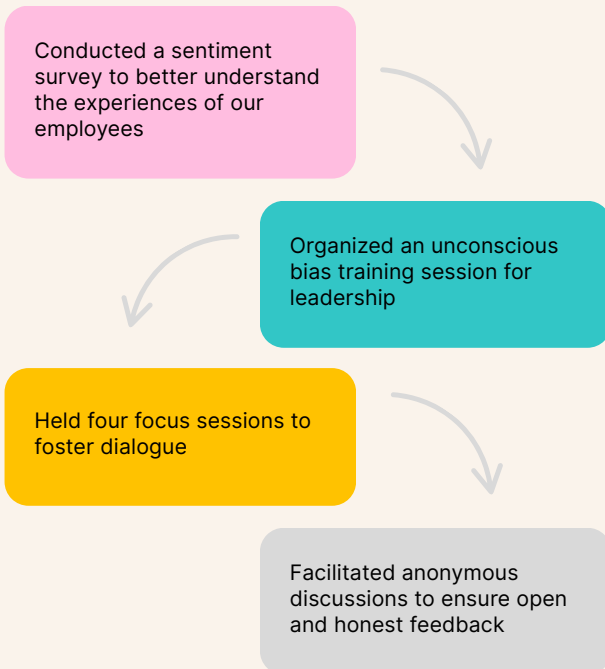 Conducted a sentiment
survey to better understand
the experiences of our
employees
Organized an unconscious
bias training session for
leadership
Held four focus sessions to
foster dialogue
Facilitated anonymous
discussions to ensure open
and honest feedback